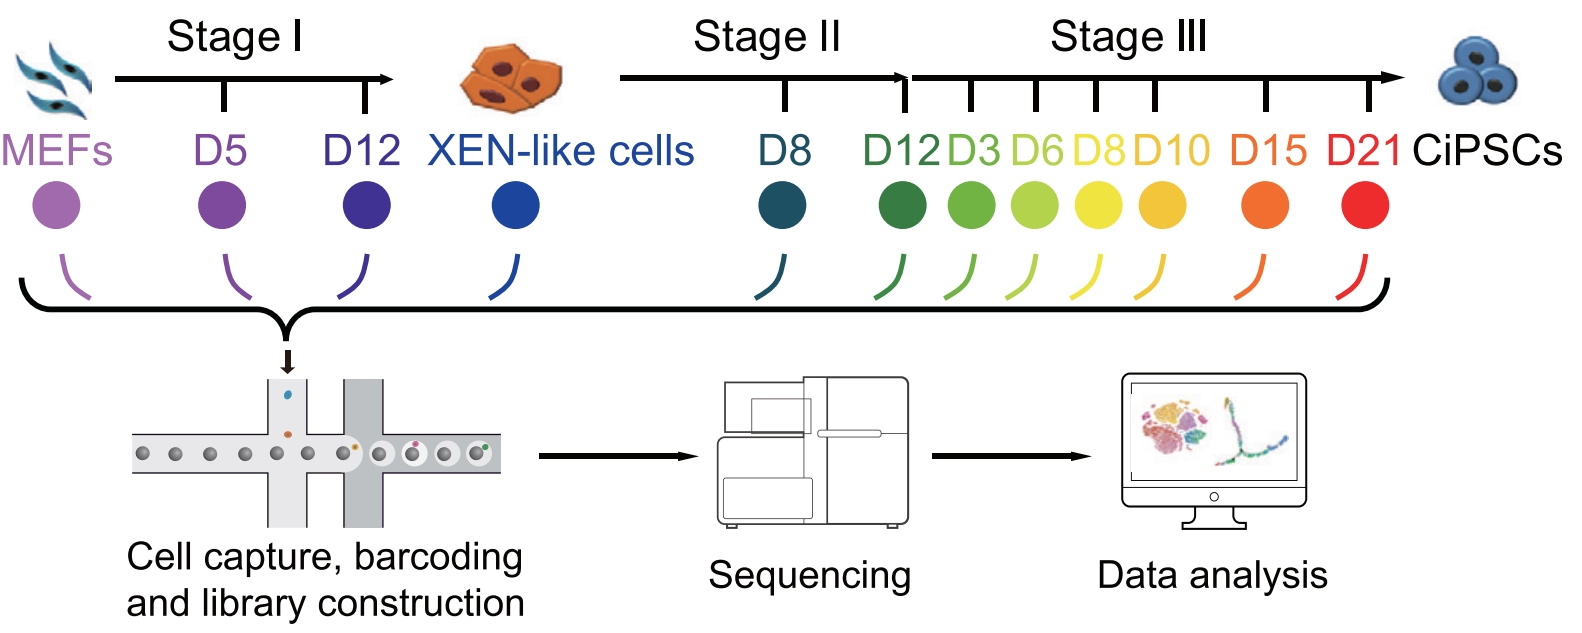 Stage I
Stage II
Stage III
MEFs D5 D12 XEN-like cells D8 D12 D3 D6 D8 D10 D15 D21 CiPSCs
Cell capture, barcoding
and library construction
Sequencing
Data analysis